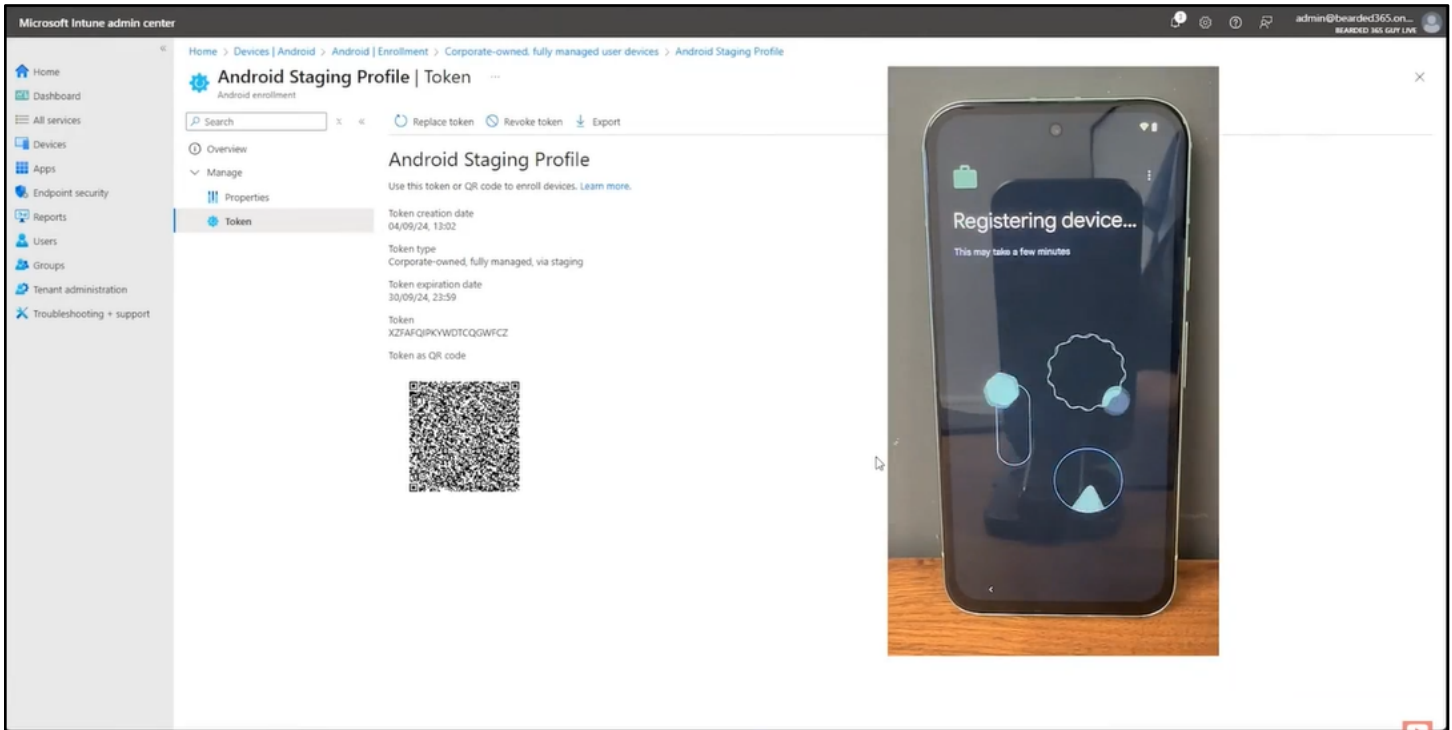 Microsoft Intune admin center
1
admin@bearded365.on...
BEARDED 365 GUY LIVE
Home > Devices | Android > Android | Enrollment > Corporate-owned, fully managed user devices > Android Staging Profile
Home
Dashboard
All services
Devices
Apps
Endpoint security
Reports
Users
Groups
Tenant administration
Troubleshooting + support
Android Staging Profile | Token
Android enrollment
Search
Overview
Manage
Properties
Token
Replace token
Revoke token
Export
Android Staging Profile
Use this token or QR code to enroll devices. Learn more.
Token creation date
04/09/24, 13:02
Token type
Corporate-owned, fully managed, via staging
Token expiration date
30/09/24, 23:59
Token
XZFAFQIPKYWDTCQGWFCZ
Token as QR code
Registering device...
This may take a few minutes